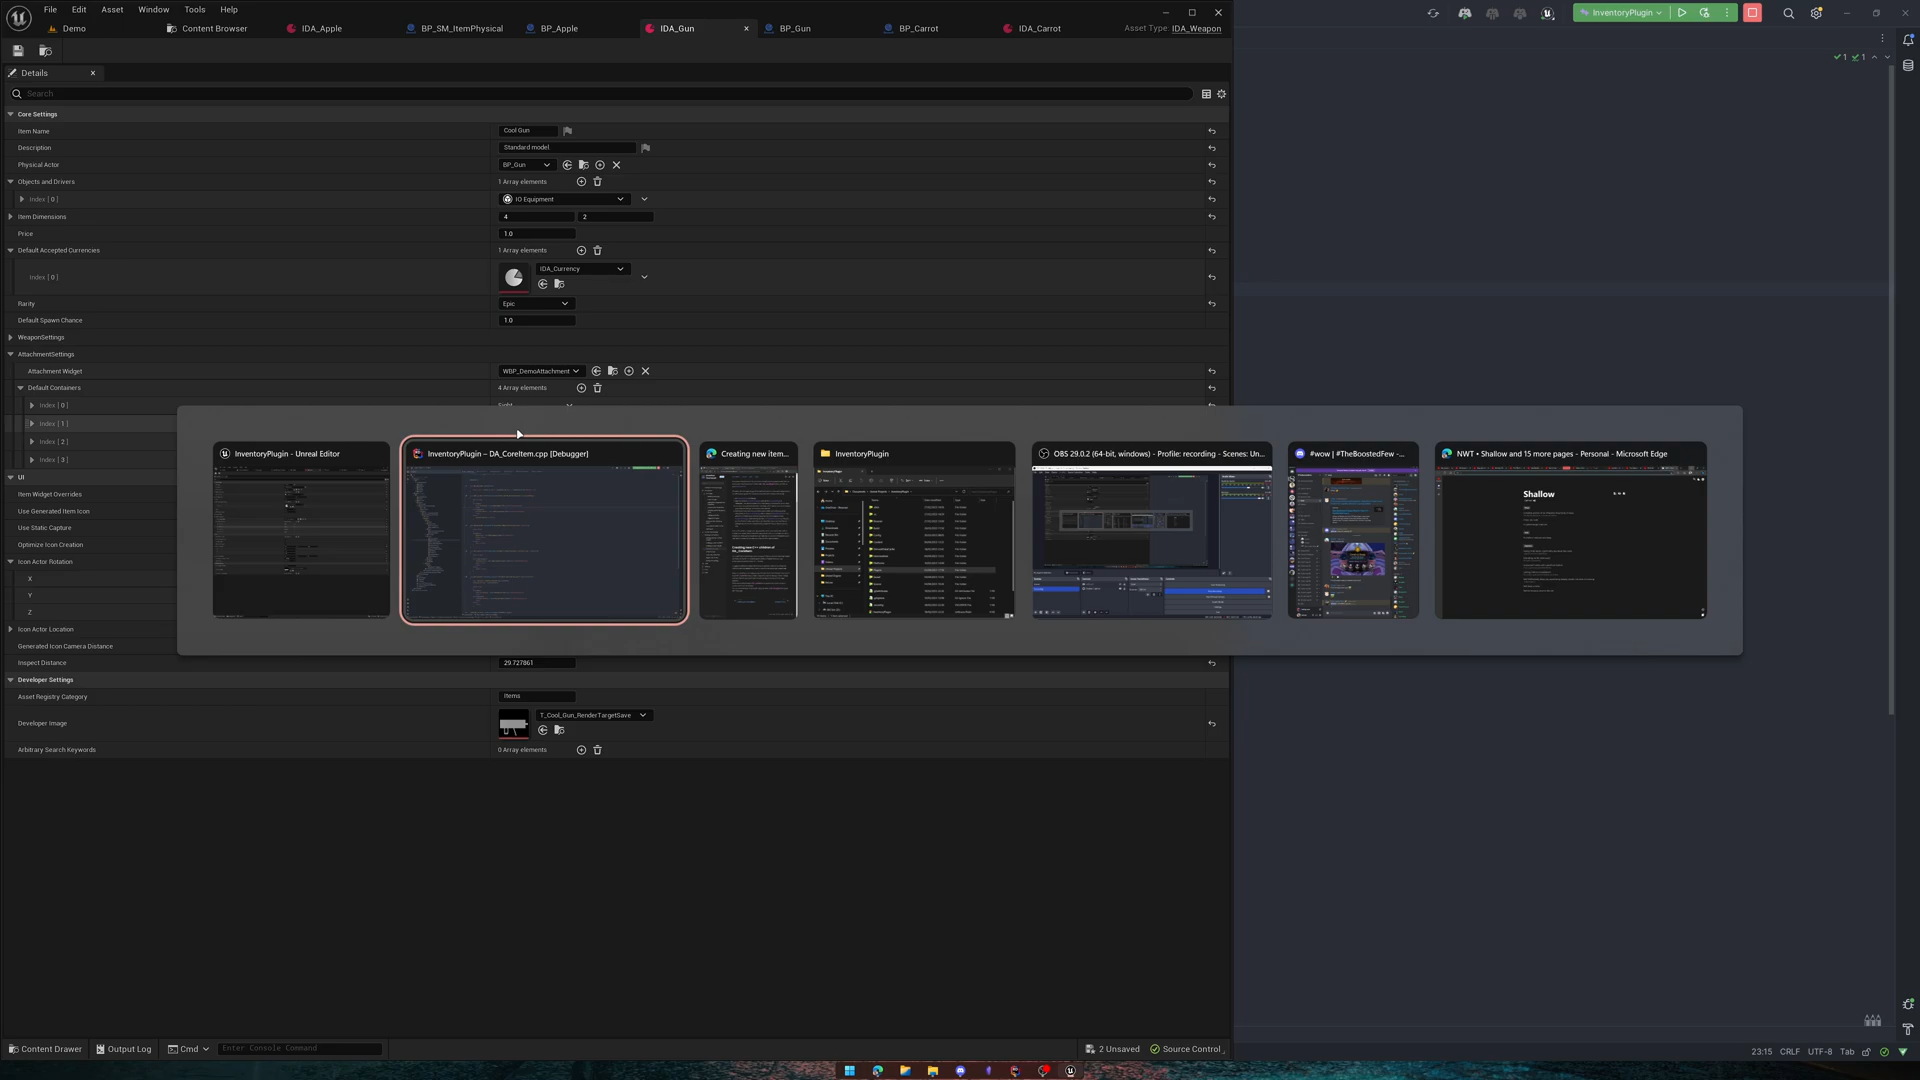 File Edit Asset Window Tools Help
InventoryPlugin
Demo Content Browser IDA_Apple BP_SM_ItemPhysical BP_Apple IDA_Gun BP_Gun BP_Carrot IDA_Carrot Asset Type: IDA_Weapon
1 1
Details
Search
Core Settings
Item Name Cool Gun
Description Standard model.
Physical Actor BP_Gun
Objects and Drivers 1 Array elements
Index [ 0 ] IO Equipment
Item Dimensions 4 2
Price 1.0
Default Accepted Currencies 1 Array elements
Index [ 0 ] IDA_Currency
Rarity Epic
Default Spawn Chance 1.0
WeaponSettings
AttachmentSettings
Attachment Widget WBP_DemoAttachment
Default Containers 4 Array elements
Index [ 0 ]
Index [ 1 ]
Index [ 2 ]
Index [ 3 ]
InventoryPlugin - Unreal Editor
InventoryPlugin – DA_CoreItem.cpp [Debugger]
Creating new item...
InventoryPlugin
OBS 29.0.2 (64-bit, windows) - Profile: recording - Scenes: Un...
#wow | #TheBoostedFew -...
NWT • Shallow and 15 more pages - Personal - Microsoft Edge
Shallow
UI
Item Widget Overrides
Use Generated Item Icon
Use Static Capture
Optimize Icon Creation
Icon Actor Rotation
X
Y
Z
Icon Actor Location
Generated Icon Camera Distance
Inspect Distance 29.727861
Developer Settings
Asset Registry Category Items
Developer Image T_Cool_Gun_RenderTargetSave
Arbitrary Search Keywords 0 Array elements
Content Drawer Output Log Cmd Enter Console Command 2 Unsaved Source Control
23:15 CRLF UTF-8 Tab